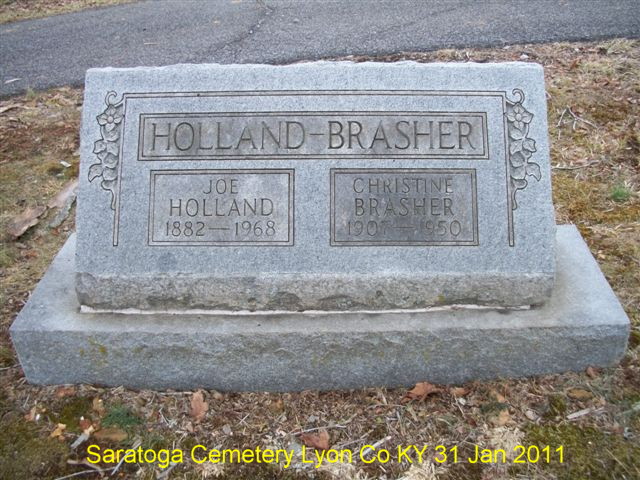 HOLLAND-BRASHER
JOE
HOLLAND
1882—1968
CHRISTINE
BRASHER
1907—1950
Saratoga Cemetery Lyon Co KY 31 Jan 2011